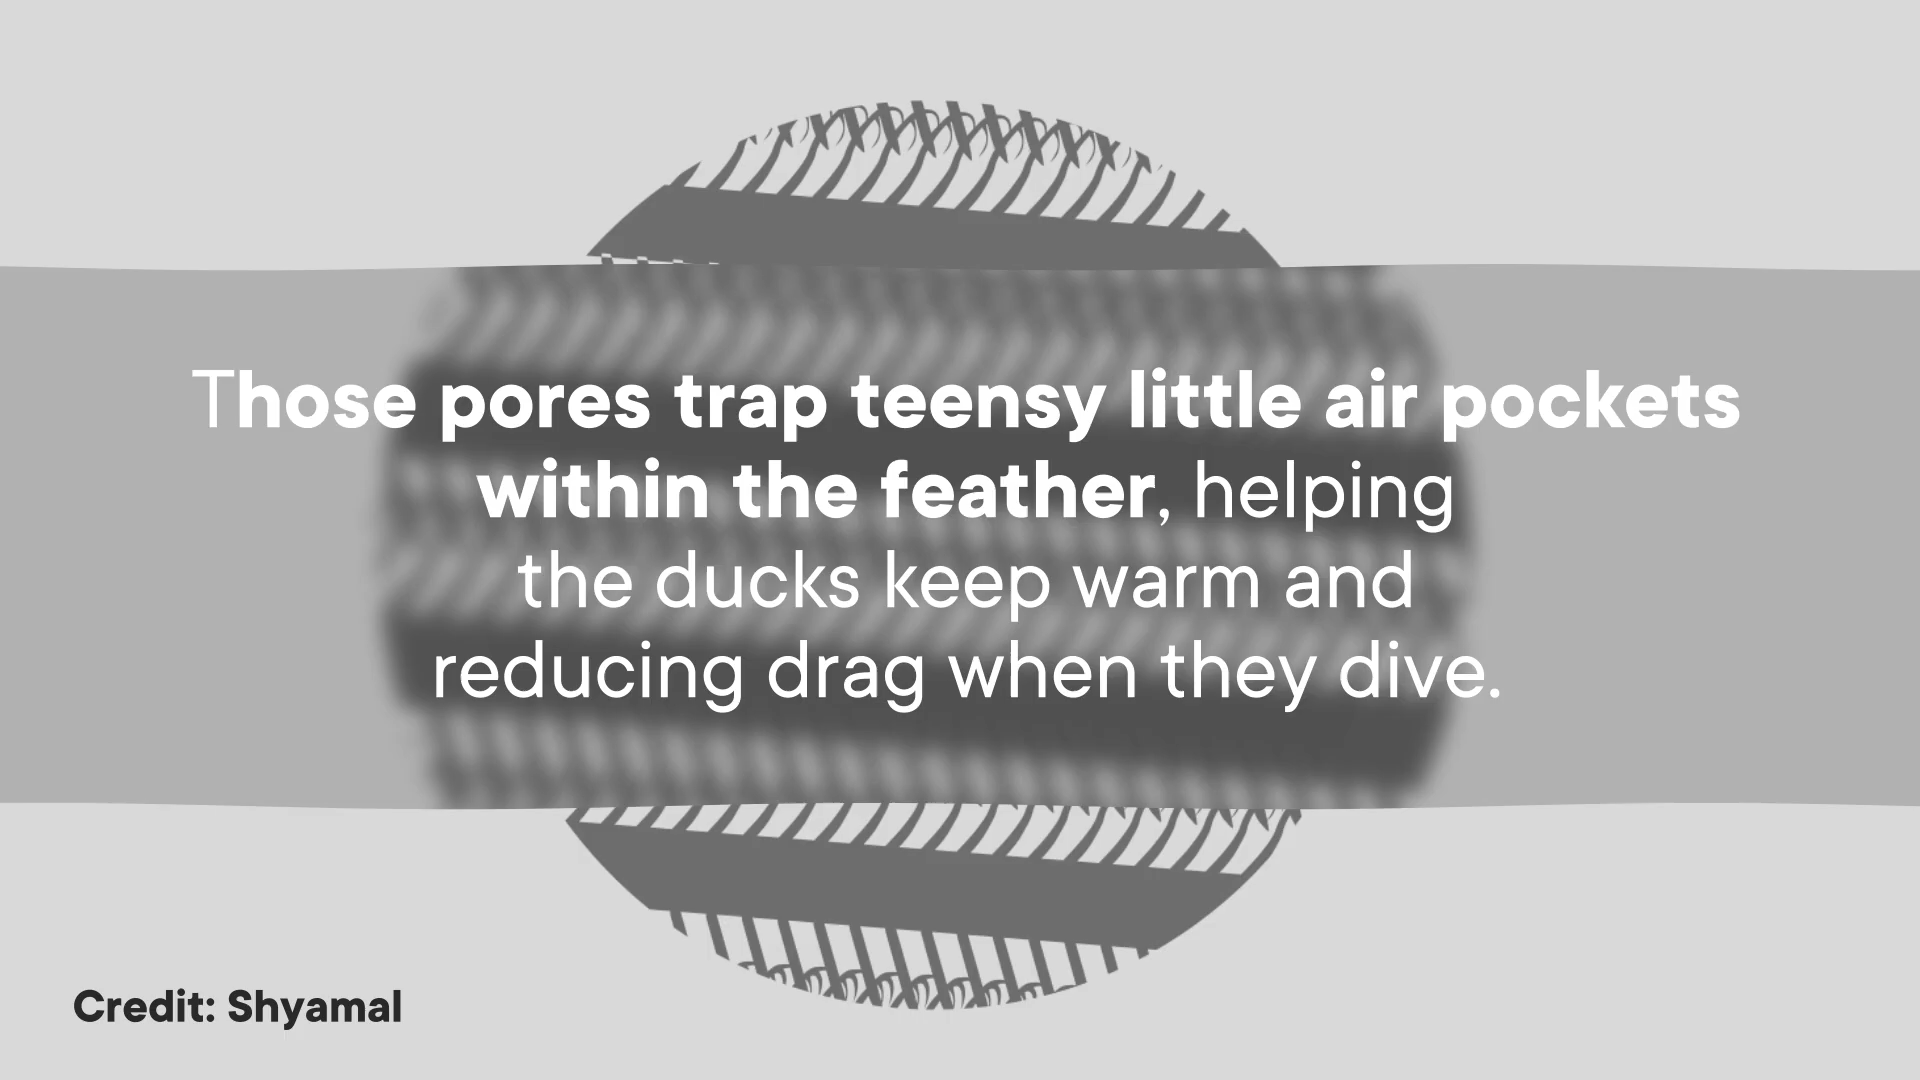 Those pores trap teensy little air pockets
within the feather, helping
the ducks keep warm and
reducing drag when they dive.
Credit: Shyamal